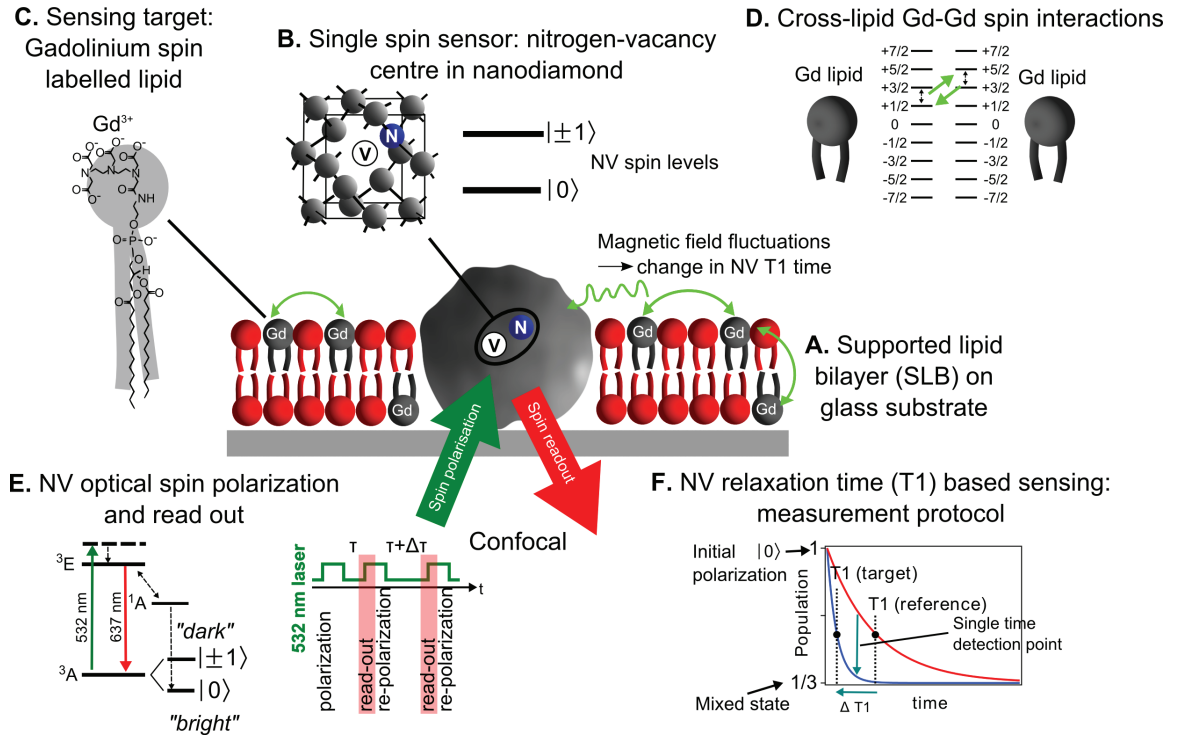 C. Sensing target:
Gadolinium spin
labelled lipid
Gd3+
O-
O
O-
O
O-
O
O-
O
O-
O
N
N
N
O
NH
O
O=P–O-
O
O
H
O
O
O
B. Single spin sensor: nitrogen-vacancy
centre in nanodiamond
N
V
|±1⟩
NV spin levels
|0⟩
D. Cross-lipid Gd-Gd spin interactions
Gd lipid
Gd lipid
+7/2 +7/2
+5/2 +5/2
+3/2 +3/2
+1/2 +1/2
0 0
-1/2 -1/2
-3/2 -3/2
-5/2 -5/2
-7/2 -7/2
Magnetic field fluctuations
→ change in NV T1 time
Gd
Gd
Gd
V
N
Gd
Gd
Gd
A. Supported lipid
bilayer (SLB) on
glass substrate
Spin polarisation
Spin readout
Confocal
E. NV optical spin polarization
and read out
3E
1A
3A
532 nm
637 nm
"dark"
|±1⟩
|0⟩
"bright"
532 nm laser
τ
τ+Δτ
t
polarization
read-out
re-polarization
read-out
re-polarization
F. NV relaxation time (T1) based sensing:
measurement protocol
Initial |0⟩
polarization
1
Population
T1 (target)
T1 (reference)
Single time
detection point
1/3
Mixed state
Δ T1
time